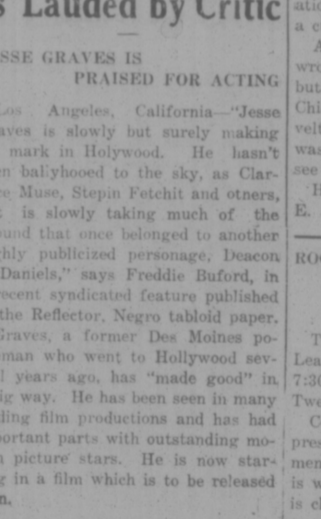 s Lauded by Critic
SSE GRAVES IS
PRAISED FOR ACTING
Los Angeles, California—"Jesse
aves is slowly but surely making
mark in Holywood. He hasn't
en ballyhooed to the sky, as Clar-
ce Muse, Stepin Fetchit and otners,
t is slowly taking much of the
ound that once belonged to another
ghly publicized personage, Deacon
Daniels," says Freddie Buford, in
recent syndicated feature published
the Reflector, Negro tabloid paper.
Graves, a former Des Moines po-
man who went to Hollywood sev-
l years ago, has "made good" in
ig way. He has been seen in many
ding film productions and has had
portant parts with outstanding mo-
n picture stars. He is now star-
g in a film which is to be released
n.
atio
a c
A
wro
but
Chi
velt
was
see
H
E.
RO
T
Lea
7:30
Twe
C
pres
men
is w
is cl